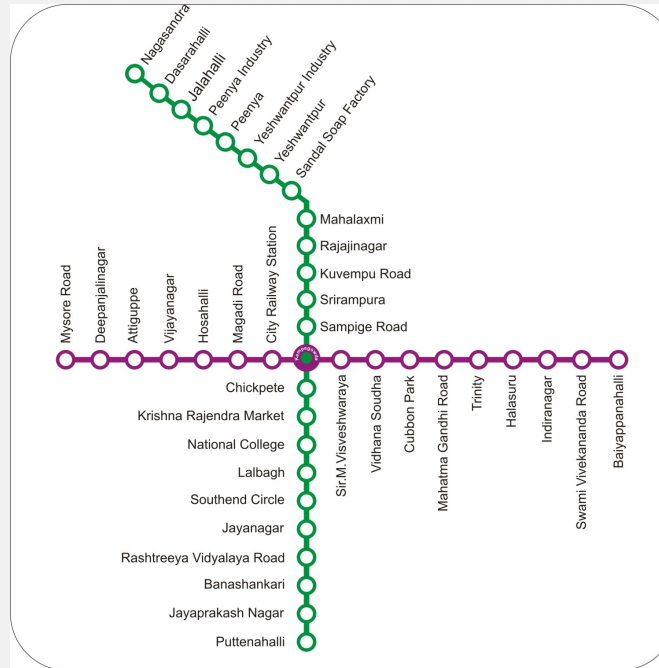 Nagasandra
Dasarahalli
Jalahalli
Peenya Industry
Peenya
Yeshwantpur Industry
Yeshwantpur
Sandal Soap Factory
Mahalaxmi
Rajajinagar
Kuvempu Road
Srirampura
Sampige Road
Mysore Road
Deepanjalinagar
Attiguppe
Vijayanagar
Hosahalli
Magadi Road
City Railway Station
Chickpete
Krishna Rajendra Market
National College
Lalbagh
Southend Circle
Jayanagar
Rashtreeya Vidyalaya Road
Banashankari
Jayaprakash Nagar
Puttenahalli
Sir.M.Visveshwaraya
Vidhana Soudha
Cubbon Park
Mahatma Gandhi Road
Trinity
Halasuru
Indiranagar
Swami Vivekananda Road
Baiyappanahalli